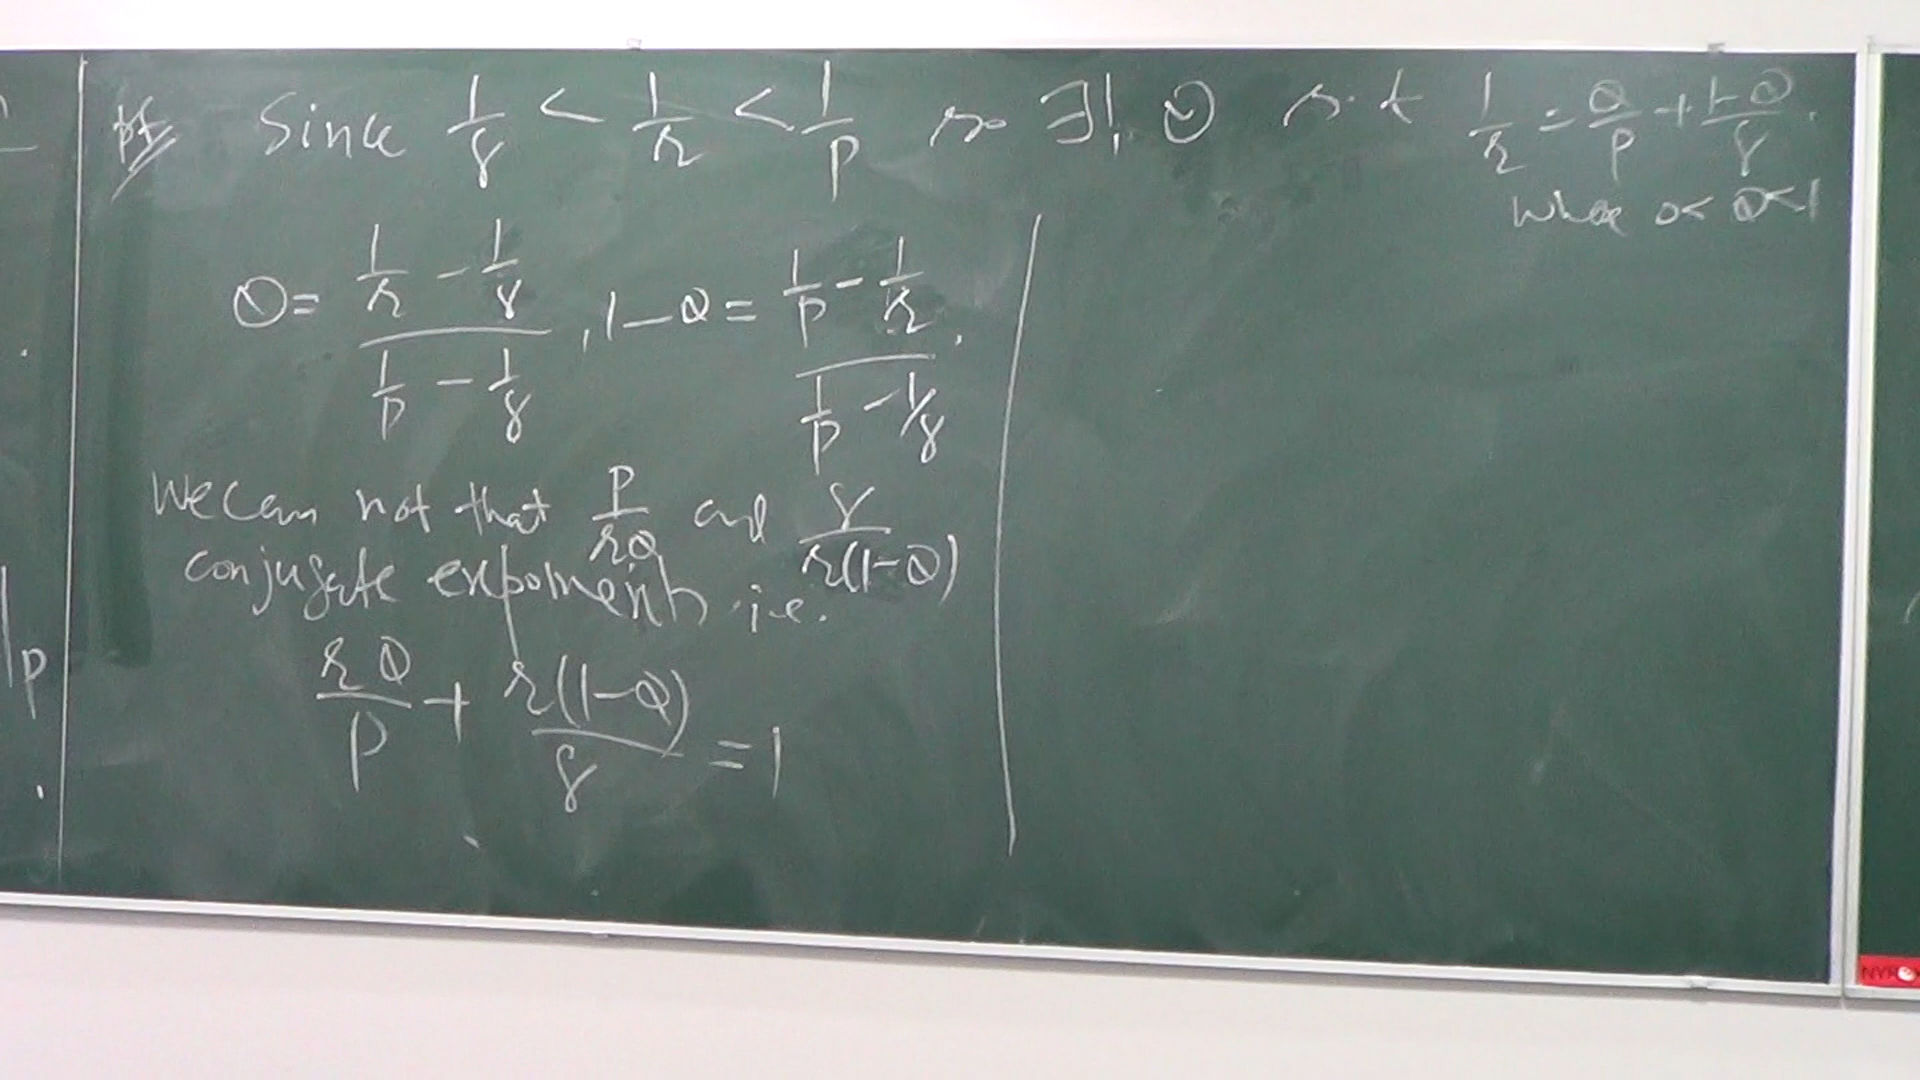 pf Since 1/q < 1/r < 1/p so ∃! θ s.t 1/r = θ/p + (1-θ)/q.
where 0 < θ < 1
θ = (1/r - 1/q)/(1/p - 1/q), 1-θ = (1/p - 1/r)/(1/p - 1/q).
We can not that p/(rθ) and q/(r(1-θ))
conjugate exponents i.e.
rθ/p + r(1-θ)/q = 1
p